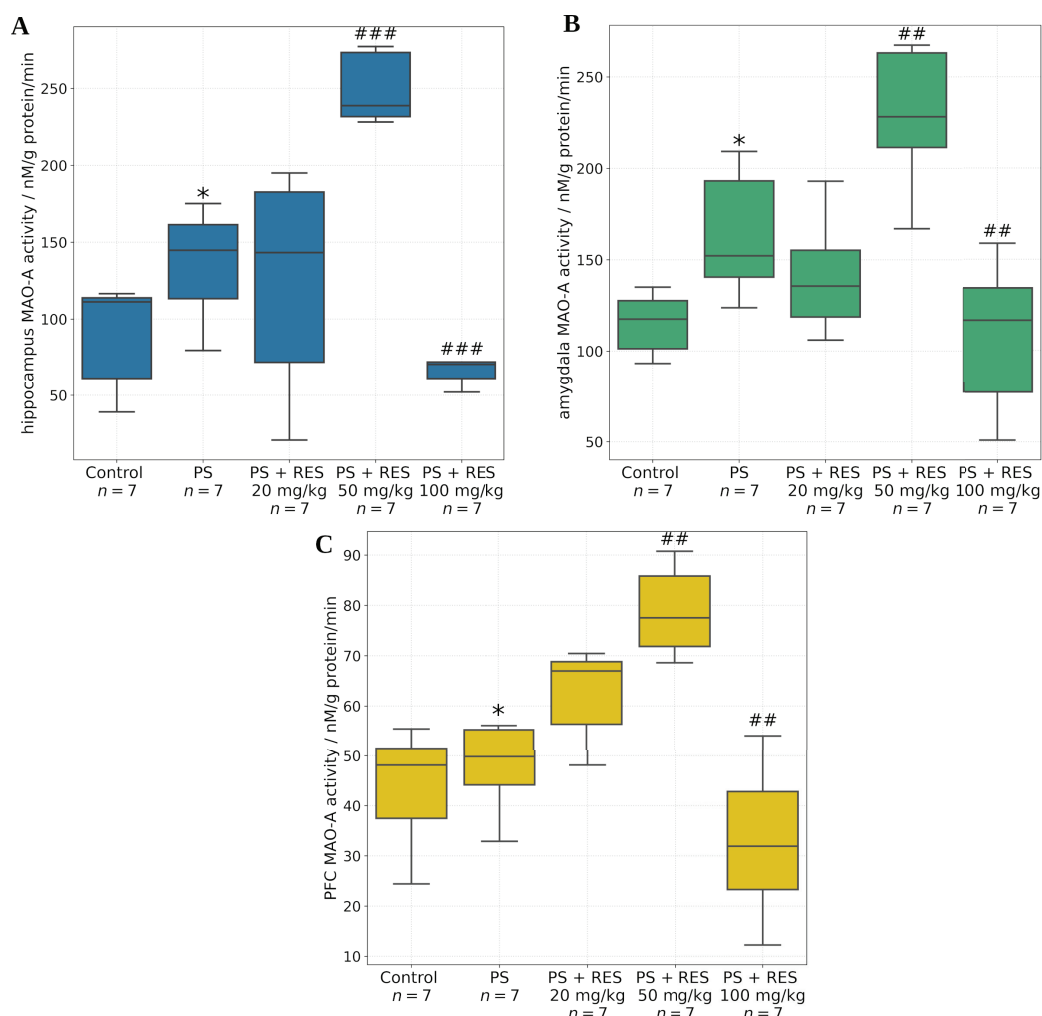 A
hippocampus MAO-A activity / nM/g protein/min
250
200
150
100
50
*
###
###
Control
n = 7
PS
n = 7
PS + RES
20 mg/kg
n = 7
PS + RES
50 mg/kg
n = 7
PS + RES
100 mg/kg
n = 7
B
amygdala MAO-A activity / nM/g protein/min
250
200
150
100
50
*
##
##
Control
n = 7
PS
n = 7
PS + RES
20 mg/kg
n = 7
PS + RES
50 mg/kg
n = 7
PS + RES
100 mg/kg
n = 7
C
PFC MAO-A activity / nM/g protein/min
90
80
70
60
50
40
30
20
10
*
##
##
Control
n = 7
PS
n = 7
PS + RES
20 mg/kg
n = 7
PS + RES
50 mg/kg
n = 7
PS + RES
100 mg/kg
n = 7